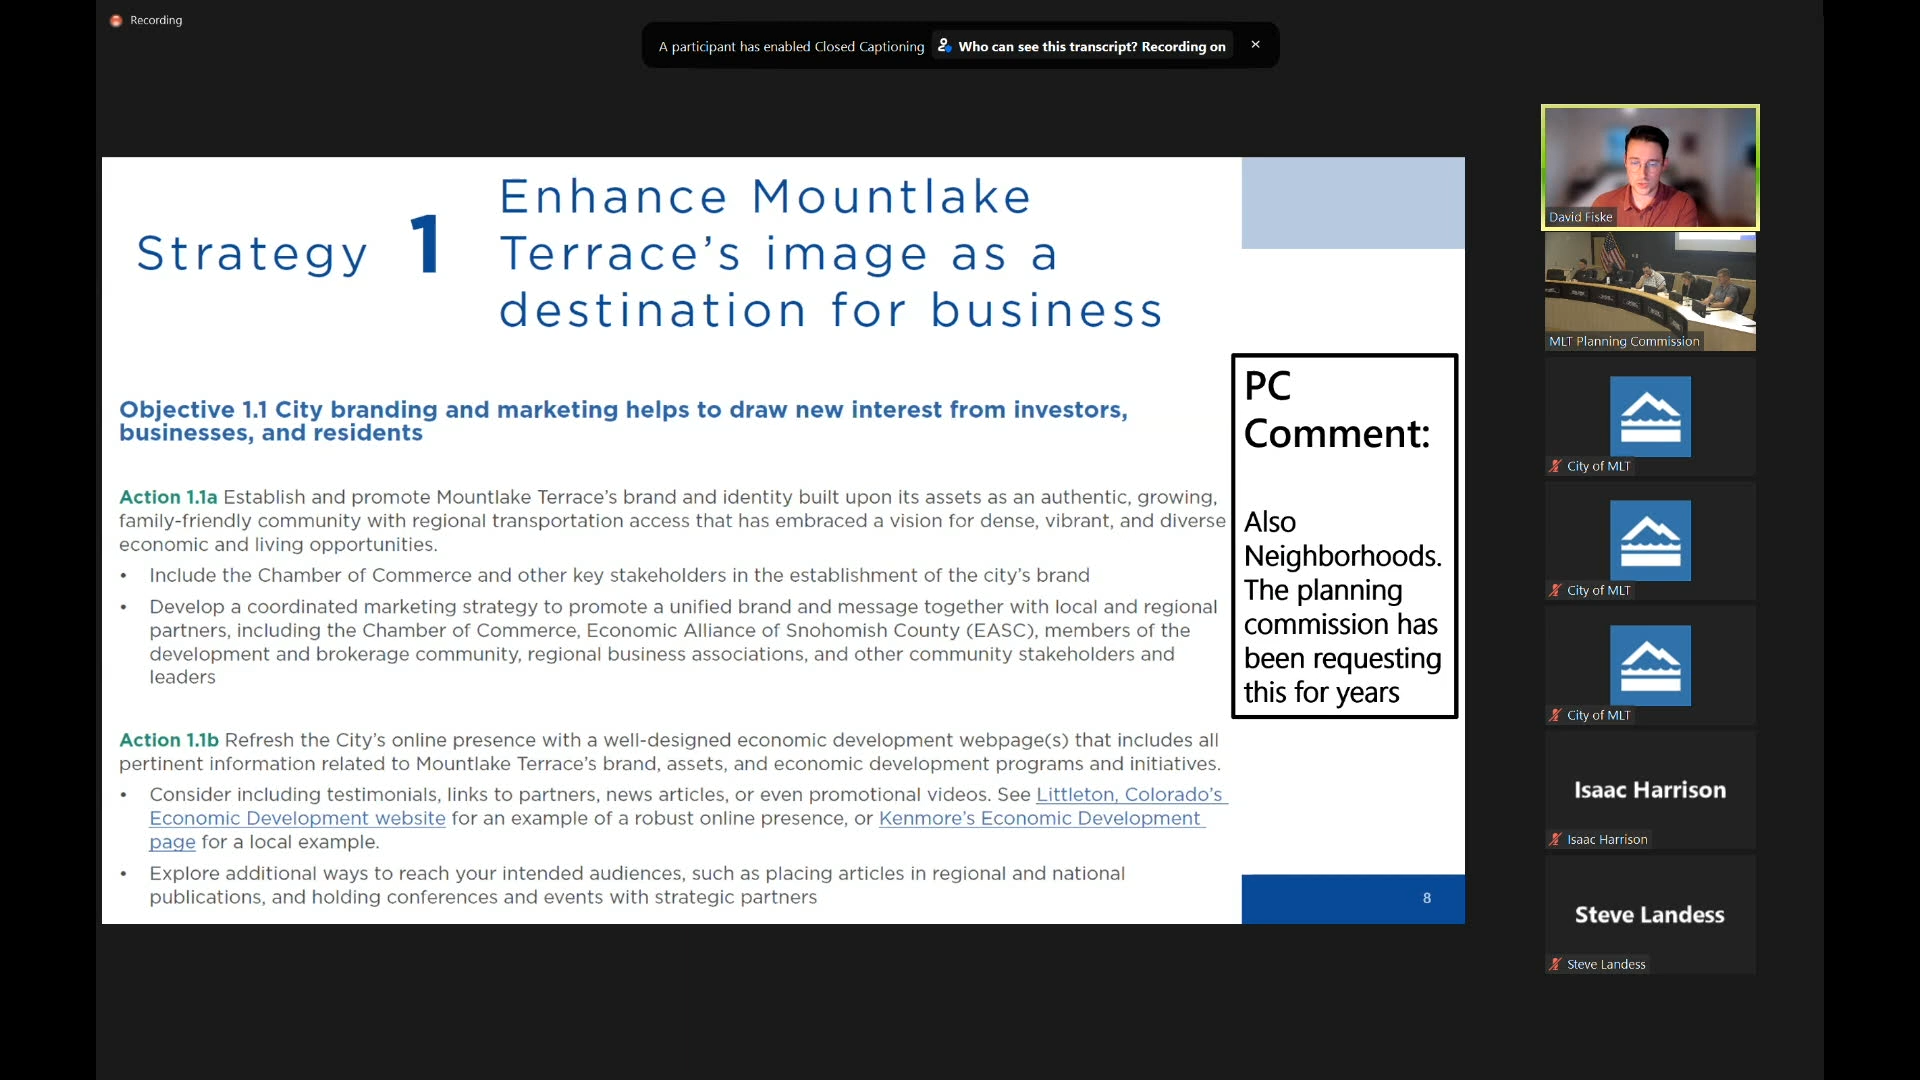 Recording
A participant has enabled Closed Captioning Who can see this transcript? Recording on
Strategy 1
Enhance Mountlake
Terrace's image as a
destination for business
Objective 1.1 City branding and marketing helps to draw new interest from investors,
businesses, and residents
Action 1.1a Establish and promote Mountlake Terrace's brand and identity built upon its assets as an authentic, growing,
family-friendly community with regional transportation access that has embraced a vision for dense, vibrant, and diverse
economic and living opportunities.
• Include the Chamber of Commerce and other key stakeholders in the establishment of the city's brand
• Develop a coordinated marketing strategy to promote a unified brand and message together with local and regional
partners, including the Chamber of Commerce, Economic Alliance of Snohomish County (EASC), members of the
development and brokerage community, regional business associations, and other community stakeholders and
leaders
Action 1.1b Refresh the City's online presence with a well-designed economic development webpage(s) that includes all
pertinent information related to Mountlake Terrace's brand, assets, and economic development programs and initiatives.
• Consider including testimonials, links to partners, news articles, or even promotional videos. See Littleton, Colorado's
Economic Development website for an example of a robust online presence, or Kenmore's Economic Development
page for a local example.
• Explore additional ways to reach your intended audiences, such as placing articles in regional and national
publications, and holding conferences and events with strategic partners
PC
Comment:
Also
Neighborhoods.
The planning
commission has
been requesting
this for years
8
David Fiske
MLT Planning Commission
City of MLT
City of MLT
City of MLT
Isaac Harrison
Isaac Harrison
Steve Landess
Steve Landess